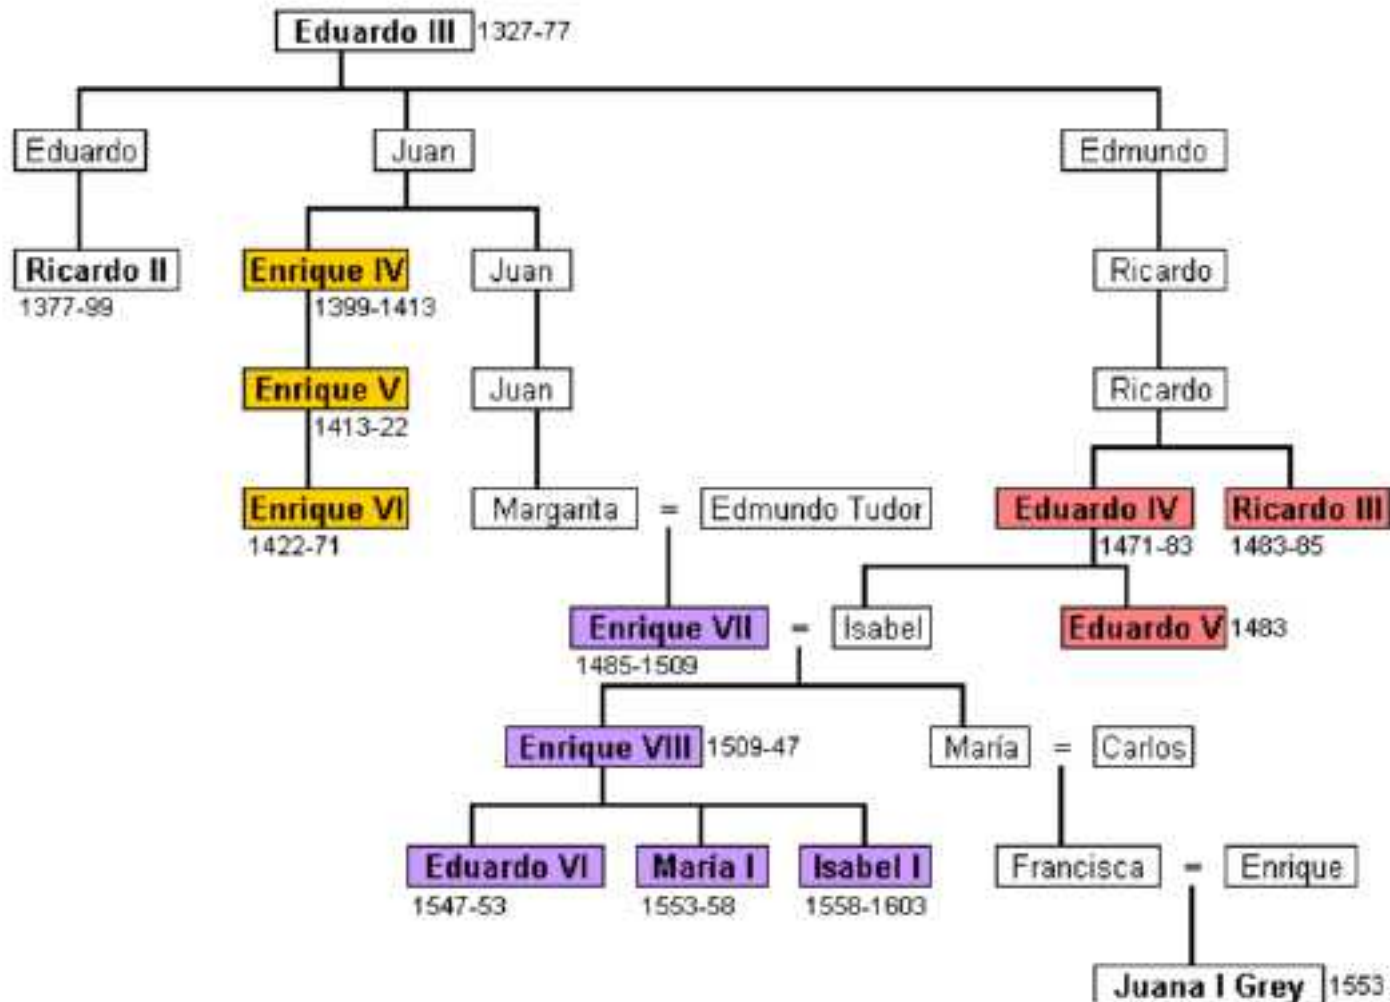 Eduardo III 1327-77
Eduardo Juan Edmundo
Ricardo II Enrique IV Juan Ricardo
1377-99 1399-1413
Enrique V Juan Ricardo
1413-22
Enrique VI Margarita = Edmundo Tudor Eduardo IV Ricardo III
1422-71 1471-83 1483-85
Enrique VII = Isabel Eduardo V 1483
1485-1509
Enrique VIII 1509-47 María = Carlos
Eduardo VI María I Isabel I Francisca = Enrique
1547-53 1553-58 1558-1603
Juana I Grey 1553